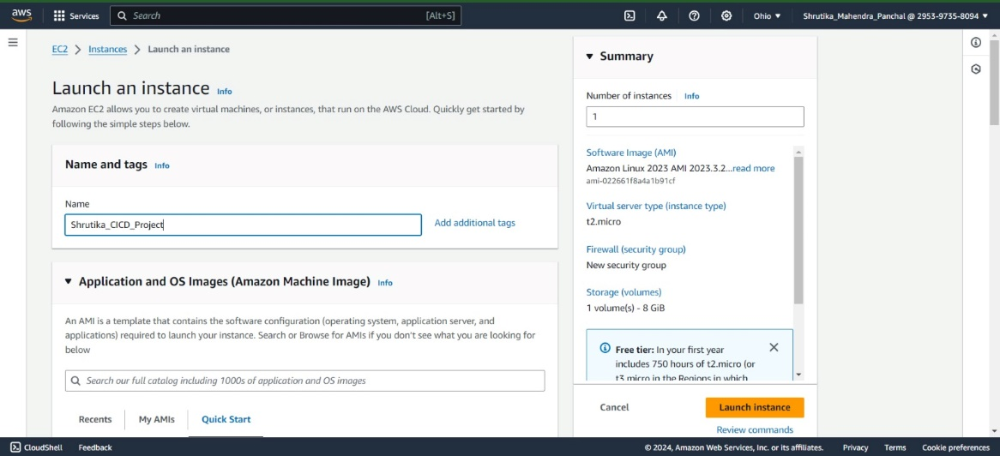 aws Services Search [Alt+S] Ohio ▼ Shrutika_Mahendra_Panchal @ 2953-9735-8094 ▼
EC2 > Instances > Launch an instance
Launch an instance Info
Amazon EC2 allows you to create virtual machines, or instances, that run on the AWS Cloud. Quickly get started by
following the simple steps below.
Name and tags Info
Name
Shrutika_CICD_Project
Add additional tags
▼ Application and OS Images (Amazon Machine Image) Info
An AMI is a template that contains the software configuration (operating system, application server, and
applications) required to launch your instance. Search or Browse for AMIs if you don't see what you are looking for
below
Search our full catalog including 1000s of application and OS images
Recents My AMIs Quick Start
▼ Summary
Number of instances Info
1
Software Image (AMI)
Amazon Linux 2023 AMI 2023.3.2...read more
ami-022661f8a4a1b91cf
Virtual server type (instance type)
t2.micro
Firewall (security group)
New security group
Storage (volumes)
1 volume(s) - 8 GiB
Free tier: In your first year
includes 750 hours of t2.micro (or
t3.micro in the Regions in which
Cancel Launch instance
Review commands
CloudShell Feedback © 2024, Amazon Web Services, Inc. or its affiliates. Privacy Terms Cookie preferences